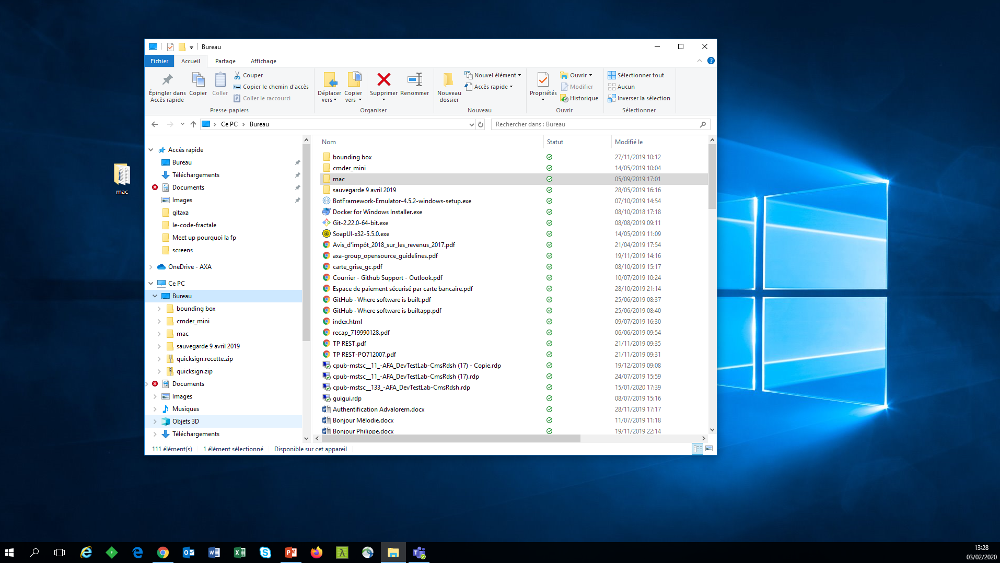 Bureau
Fichier Accueil Partage Affichage
Épingler dans Accès rapide
Copier
Coller
Couper
Copier le chemin d'accès
Coller le raccourci
Presse-papiers
Déplacer vers
Copier vers
Supprimer
Renommer
Organiser
Nouveau dossier
Nouvel élément
Accès rapide
Nouveau
Propriétés
Ouvrir
Modifier
Historique
Ouvrir
Sélectionner tout
Aucun
Inverser la sélection
Sélectionner
Ce PC > Bureau
Rechercher dans : Bureau
mac
Accès rapide
Bureau
Téléchargements
Documents
Images
gitaxa
le-code-fractale
Meet up pourquoi la fp
screens
OneDrive - AXA
Ce PC
Bureau
bounding box
cmder_mini
mac
sauvegarde 9 avril 2019
quicksign.recette.zip
quicksign.zip
Documents
Images
Musiques
Objets 3D
Téléchargements
Nom Statut Modifié le
bounding box 27/11/2019 10:12
cmder_mini 14/05/2019 10:04
mac 05/09/2019 17:01
sauvegarde 9 avril 2019 28/05/2019 16:16
BotFramework-Emulator-4.5.2-windows-setup.exe 07/10/2019 14:54
Docker for Windows Installer.exe 08/10/2018 17:18
Git-2.22.0-64-bit.exe 08/08/2019 09:11
SoapUI-x32-5.5.0.exe 14/05/2019 11:09
Avis_d'impôt_2018_sur_les_revenus_2017.pdf 21/04/2019 17:54
axa-group_opensource_guidelines.pdf 19/11/2019 14:16
carte_grise_gc.pdf 08/10/2019 15:17
Courrier - Github Support - Outlook.pdf 10/07/2019 10:24
Espace de paiement sécurisé par carte bancaire.pdf 28/10/2019 21:14
GitHub · Where software is built.pdf 25/06/2019 08:37
GitHub · Where software is builtapp.pdf 25/06/2019 08:40
index.html 09/07/2019 16:30
recap_719990128.pdf 06/06/2019 09:54
TP REST.pdf 21/11/2019 09:35
TP REST-PO712007.pdf 21/11/2019 09:31
cpub-mstsc__11_-AFA_DevTestLab-CmsRdsh (17) - Copie.rdp 19/12/2019 09:08
cpub-mstsc__11_-AFA_DevTestLab-CmsRdsh (17).rdp 24/07/2019 15:59
cpub-mstsc__133_-AFA_DevTestLab-CmsRdsh.rdp 15/01/2020 17:39
guigui.rdp 08/07/2019 15:16
Authentification Advalorem.docx 28/11/2019 17:17
Bonjour Mélodie.docx 11/07/2019 11:18
Bonjour Philippe.docx 19/11/2019 22:14
111 élément(s) 1 élément sélectionné Disponible sur cet appareil
13:28
03/02/2020